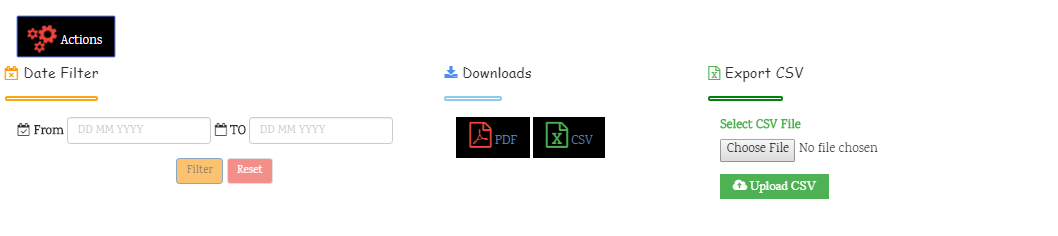 Actions
Date Filter
Downloads
Export CSV
From DD MM YYYY TO DD MM YYYY
Filter Reset
PDF CSV
Select CSV File
Choose File No file chosen
Upload CSV